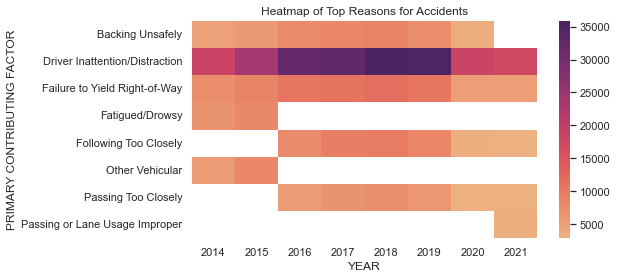 Heatmap of Top Reasons for Accidents
PRIMARY CONTRIBUTING FACTOR
Backing Unsafely
Driver Inattention/Distraction
Failure to Yield Right-of-Way
Fatigued/Drowsy
Following Too Closely
Other Vehicular
Passing Too Closely
Passing or Lane Usage Improper
2014 2015 2016 2017 2018 2019 2020 2021
YEAR
35000
30000
25000
20000
15000
10000
5000